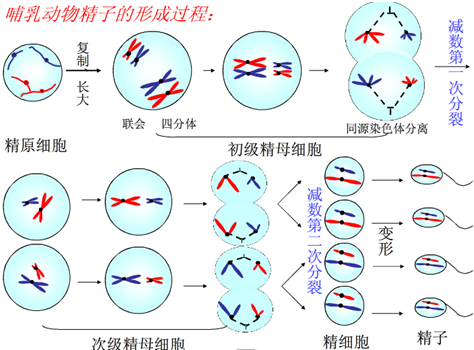 哺乳动物精子的形成过程：
复制、长大
联会 四分体
同源染色体分离
减数第一次分裂
精原细胞
初级精母细胞
减数第二次分裂
变形
次级精母细胞
精细胞
精子